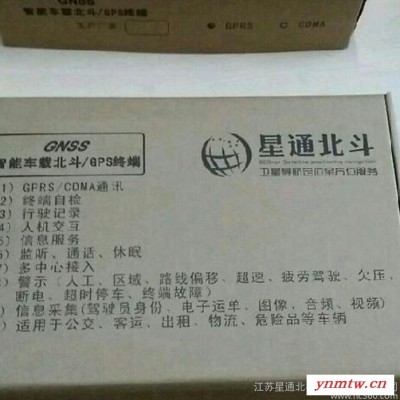 GNSS
智能车载北斗/GPS终端
GPRS
CDMA
GNSS
智能车载北斗/GPS终端
星通北斗
卫星导航定位全方位服务
1) GPRS/CDMA通讯
2) 终端自检
3) 行驶记录
4) 人机交互
5) 信息服务
6) 监听、通话、休眠
7) 多中心接入
警示(人工、区域、路线偏移、超速、疲劳驾驶、欠压、
断电、超时停车、终端故障)
信息采集(驾驶员身份、电子运单、图像、音频、视频)
适用于公交、客运、出租、物流、危险品等车辆
江苏星通北
www.hc360.com
ynmtw.cn